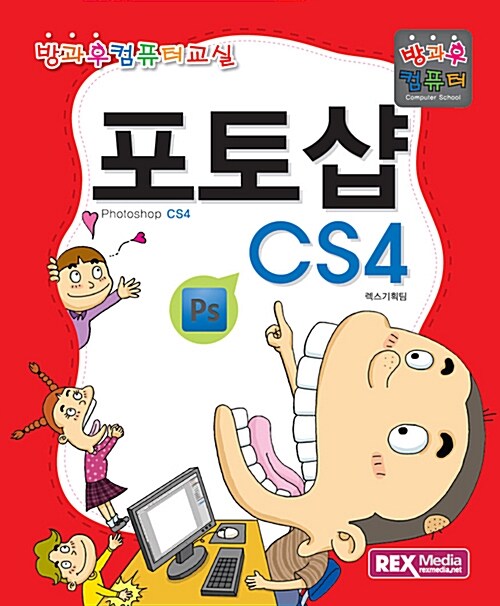 방과후컴퓨터교실
방과후
컴퓨터
Computer School
포토샵
Photoshop CS4
CS4
렉스기획팀
Ps
REX Media
rexmedia.net